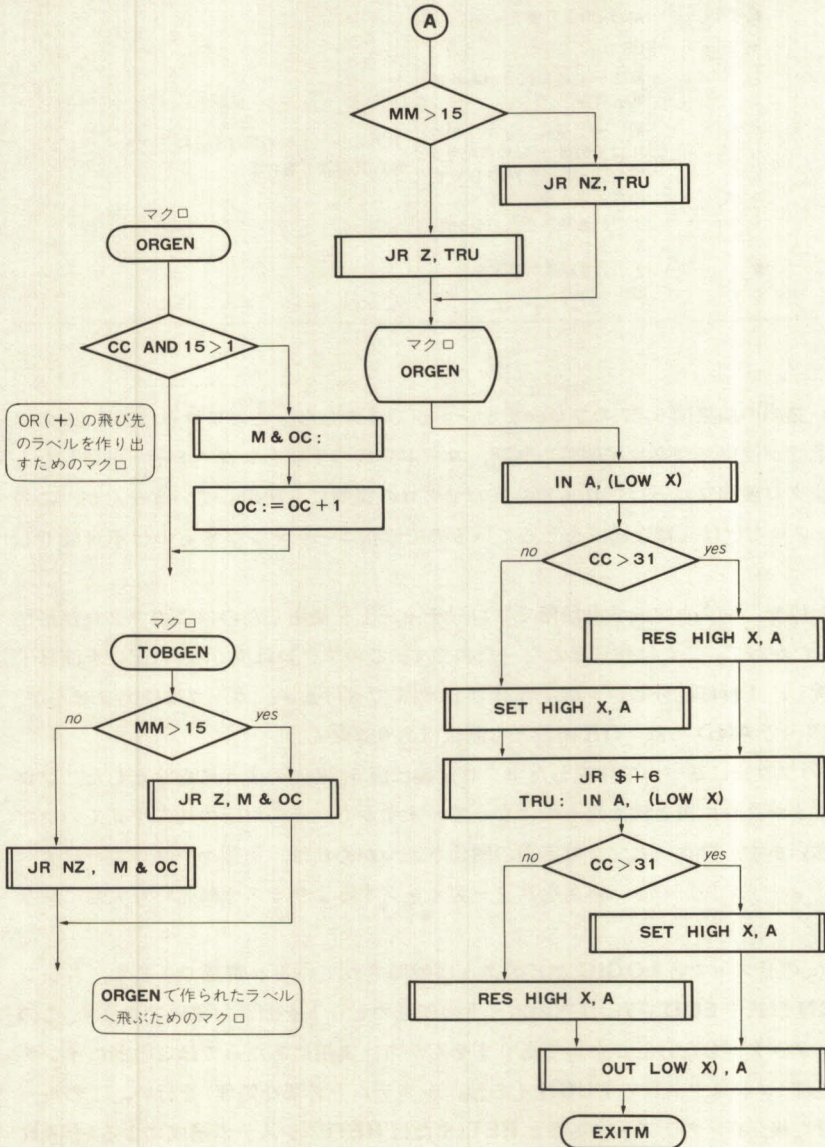 A
MM > 15
JR NZ, TRU
JR Z, TRU
マクロ
ORGEN
マクロ
ORGEN
CC AND 15 > 1
OR(+)の飛び先
のラベルを作り出
すためのマクロ
M & OC :
OC : = OC + 1
IN A, (LOW X)
CC > 31
no
yes
RES HIGH X, A
SET HIGH X, A
JR $ + 6
TRU : IN A, (LOW X)
CC > 31
no
yes
SET HIGH X, A
RES HIGH X, A
OUT LOW X) , A
EXITM
マクロ
TOBGEN
MM > 15
no
yes
JR Z, M & OC
JR NZ, M & OC
ORGENで作られたラベル
へ飛ぶためのマクロ